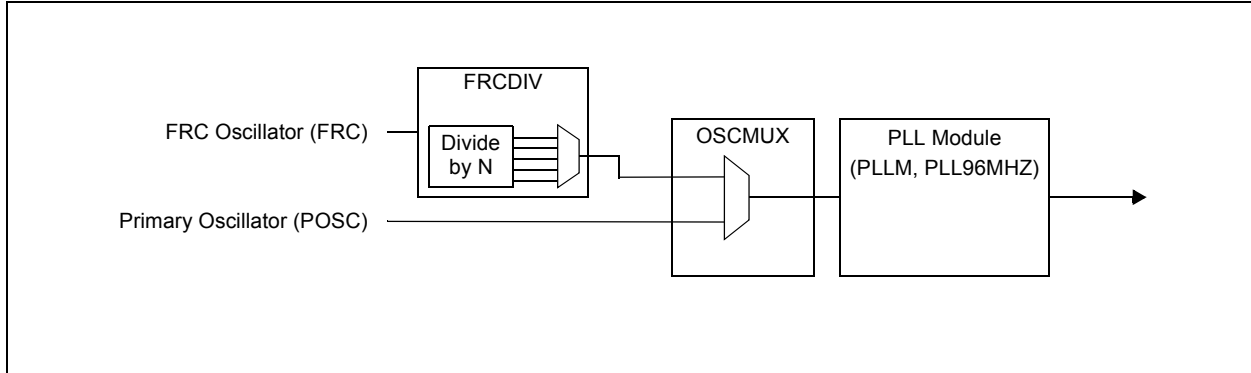 FRCDIV
FRC Oscillator (FRC)
Divide
by N
Primary Oscillator (POSC)
OSCMUX
PLL Module
(PLLM, PLL96MHZ)